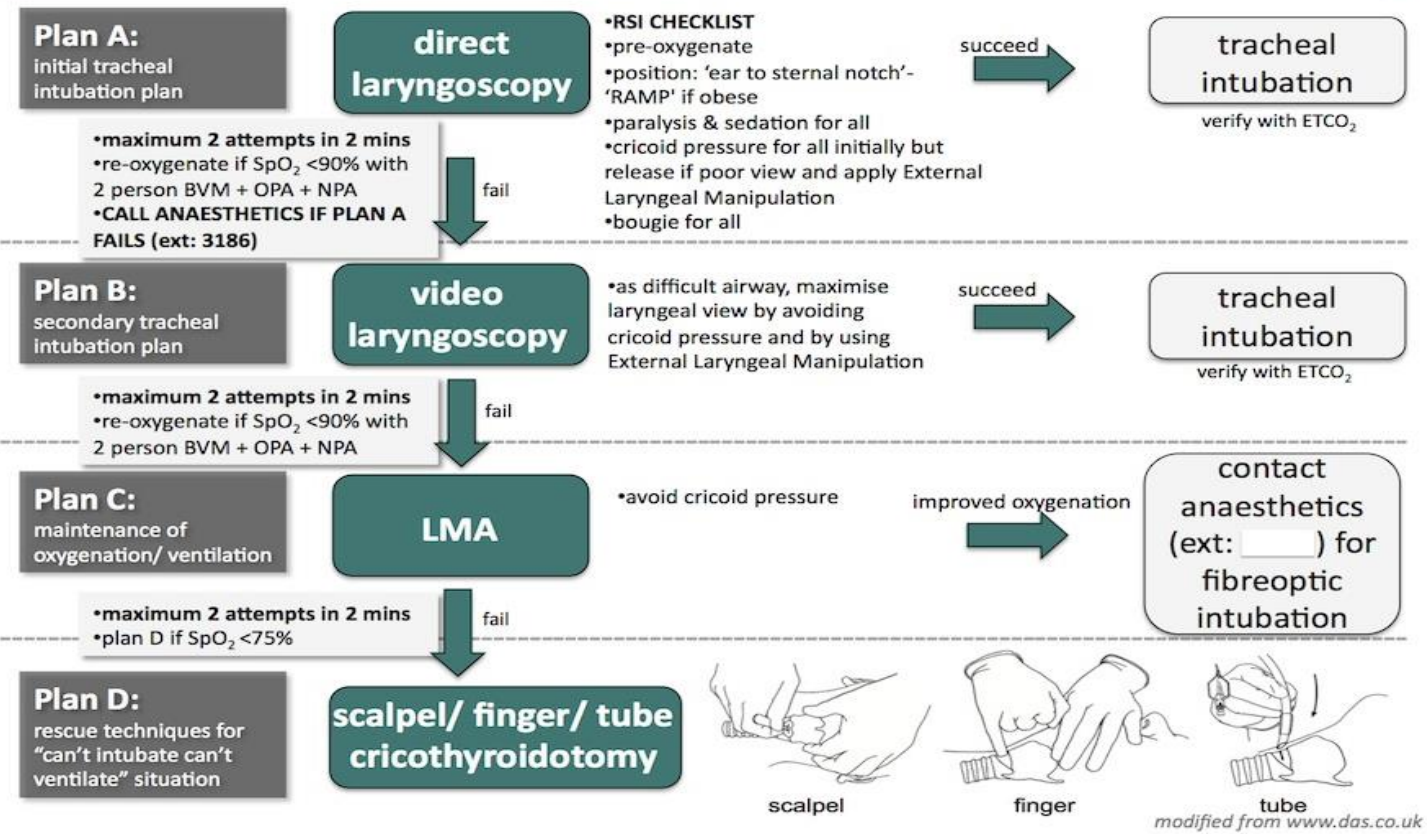 Plan A:
initial tracheal
intubation plan
direct
laryngoscopy
•RSI CHECKLIST
•pre-oxygenate
•position: ‘ear to sternal notch’-
‘RAMP' if obese
•paralysis & sedation for all
•cricoid pressure for all initially but
release if poor view and apply External
Laryngeal Manipulation
•bougie for all
succeed
tracheal
intubation
verify with ETCO₂
•maximum 2 attempts in 2 mins
•re-oxygenate if SpO₂ <90% with
2 person BVM + OPA + NPA
•CALL ANAESTHETICS IF PLAN A
FAILS (ext: 3186)
fail
Plan B:
secondary tracheal
intubation plan
video
laryngoscopy
•as difficult airway, maximise
laryngeal view by avoiding
cricoid pressure and by using
External Laryngeal Manipulation
succeed
tracheal
intubation
verify with ETCO₂
•maximum 2 attempts in 2 mins
•re-oxygenate if SpO₂ <90% with
2 person BVM + OPA + NPA
fail
Plan C:
maintenance of
oxygenation/ ventilation
LMA
•avoid cricoid pressure
improved oxygenation
contact
anaesthetics
(ext: ) for
fibreoptic
intubation
•maximum 2 attempts in 2 mins
•plan D if SpO₂ <75%
fail
Plan D:
rescue techniques for
“can’t intubate can’t
ventilate” situation
scalpel/ finger/ tube
cricothyroidotomy
scalpel
finger
tube
modified from www.das.co.uk